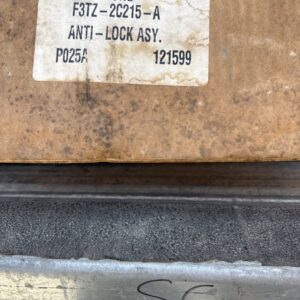 F3TZ-2C215-A
ANTI-LOCK ASY.
P025A 121599